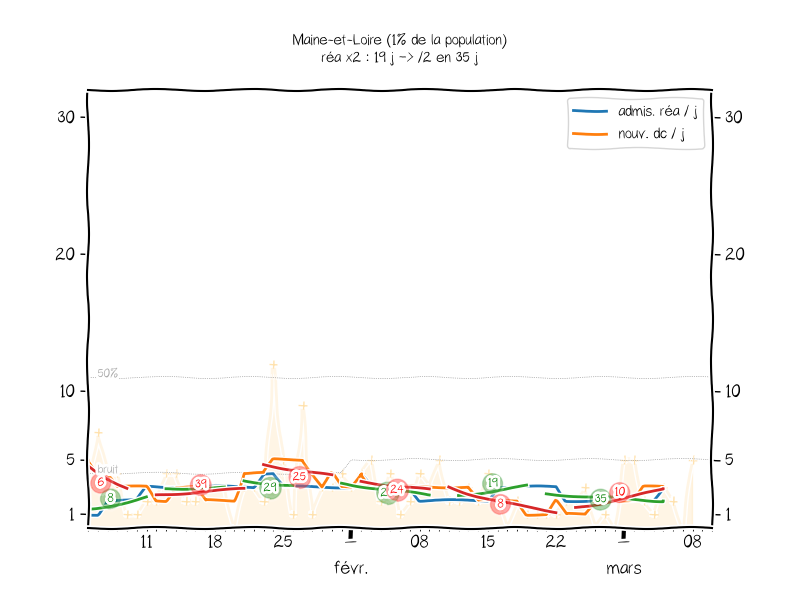 Maine-et-Loire (1% de la population)
réa x2 : 19 j -> /2 en 35 j
admis. réa / j
nouv. dc / j
30 30
20 20
50%
10 10
bruit
5 5
1 1
6 8 39 29 25 24 19 8 35 10
11 18 25 1 08 15 22 1 08
févr. mars